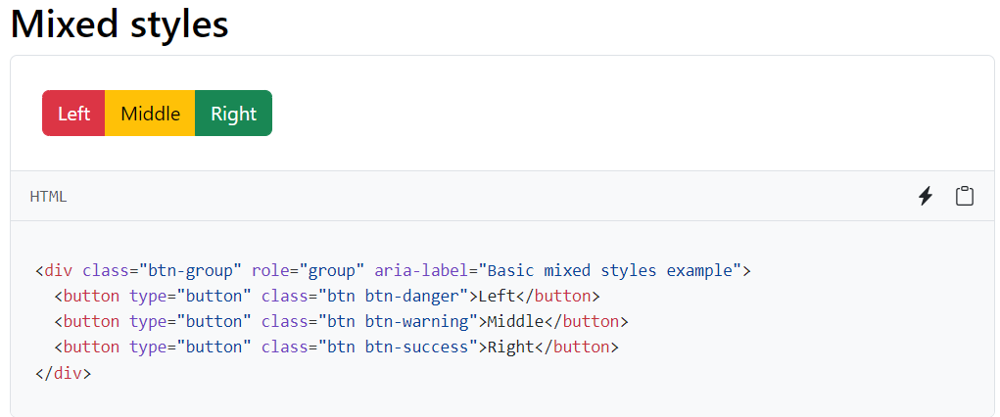 Mixed styles
Left Middle Right
HTML
<div class="btn-group" role="group" aria-label="Basic mixed styles example">
  <button type="button" class="btn btn-danger">Left</button>
  <button type="button" class="btn btn-warning">Middle</button>
  <button type="button" class="btn btn-success">Right</button>
</div>